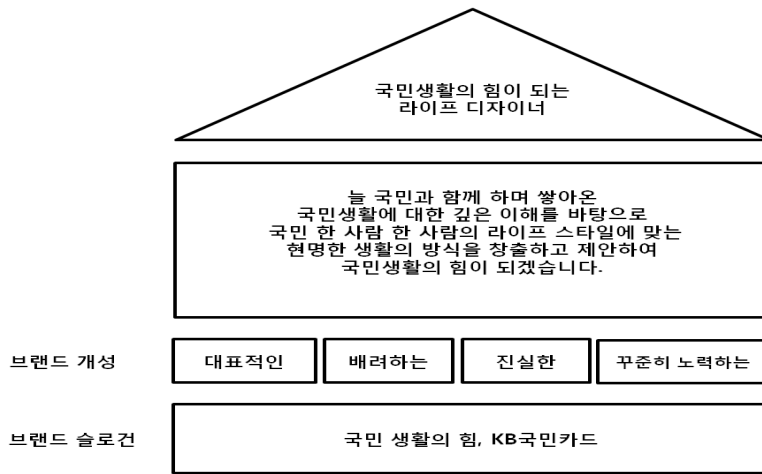 국민생활의 힘이 되는
라이프 디자이너
늘 국민과 함께 하며 쌓아온
국민생활에 대한 깊은 이해를 바탕으로
국민 한 사람 한 사람의 라이프 스타일에 맞는
현명한 생활의 방식을 창출하고 제안하여
국민생활의 힘이 되겠습니다.
브랜드 개성 대표적인 배려하는 진실한 꾸준히 노력하는
브랜드 슬로건 국민 생활의 힘, KB국민카드